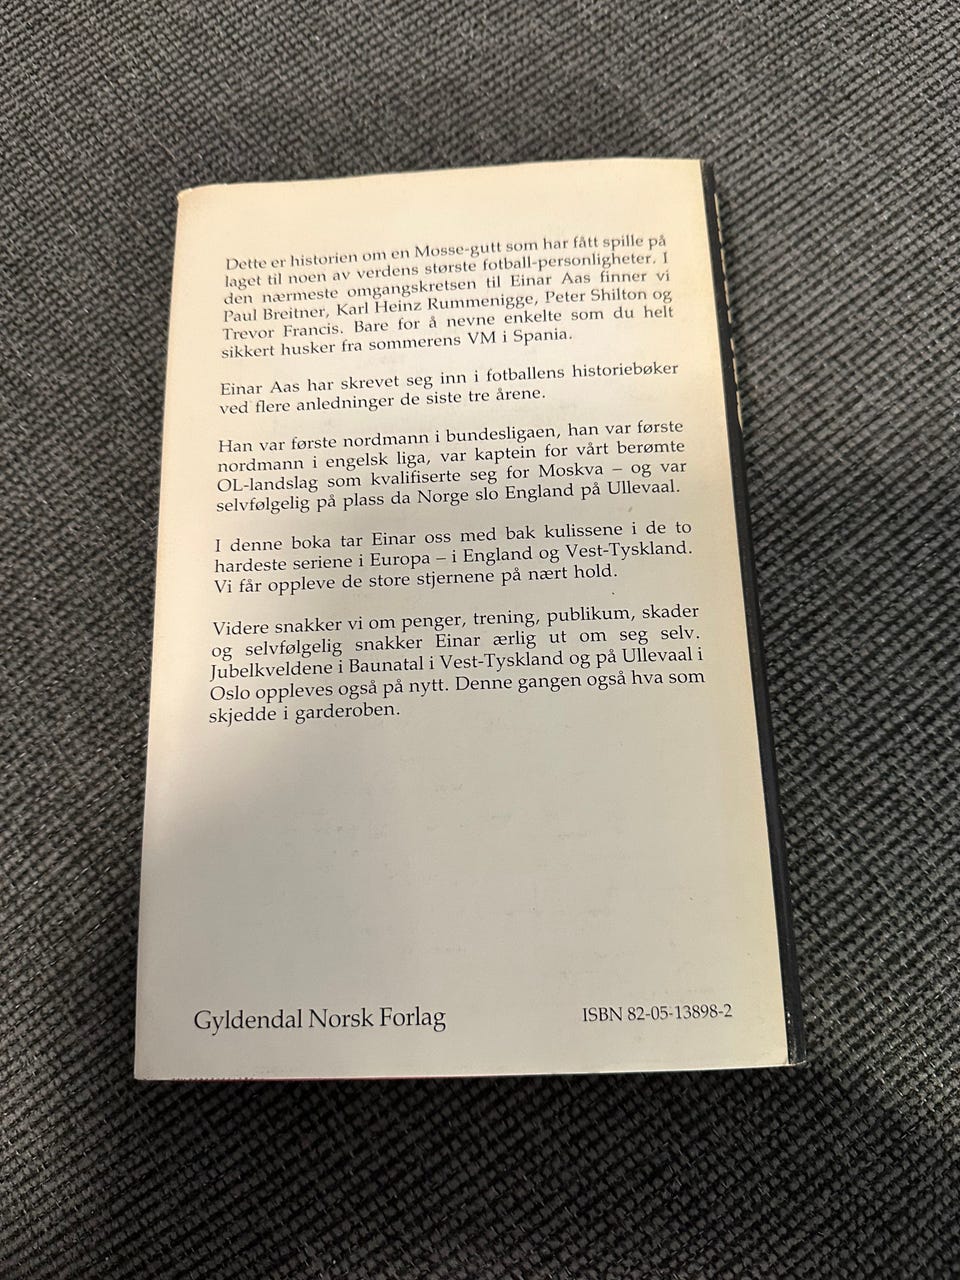 Dette er historien om en Mosse-gutt som har fått spille på
laget til noen av verdens største fotball-personligheter. I
den nærmeste omgangskretsen til Einar Aas finner vi
Paul Breitner, Karl Heinz Rummenigge, Peter Shilton og
Trevor Francis. Bare for å nevne enkelte som du helt
sikkert husker fra sommerens VM i Spania.
Einar Aas har skrevet seg inn i fotballens historiebøker
ved flere anledninger de siste tre årene.
Han var første nordmann i bundesligaen, han var første
nordmann i engelsk liga, var kaptein for vårt berømte
OL-landslag som kvalifiserte seg for Moskva – og var
selvfølgelig på plass da Norge slo England på Ullevaal.
I denne boka tar Einar oss med bak kulissene i de to
hardeste seriene i Europa – i England og Vest-Tyskland.
Vi får oppleve de store stjernene på nært hold.
Videre snakker vi om penger, trening, publikum, skader
og selvfølgelig snakker Einar ærlig ut om seg selv.
Jubelkveldene i Baunatal i Vest-Tyskland og på Ullevaal i
Oslo oppleves også på nytt. Denne gangen også hva som
skjedde i garderoben.
Gyldendal Norsk Forlag
ISBN 82-05-13898-2